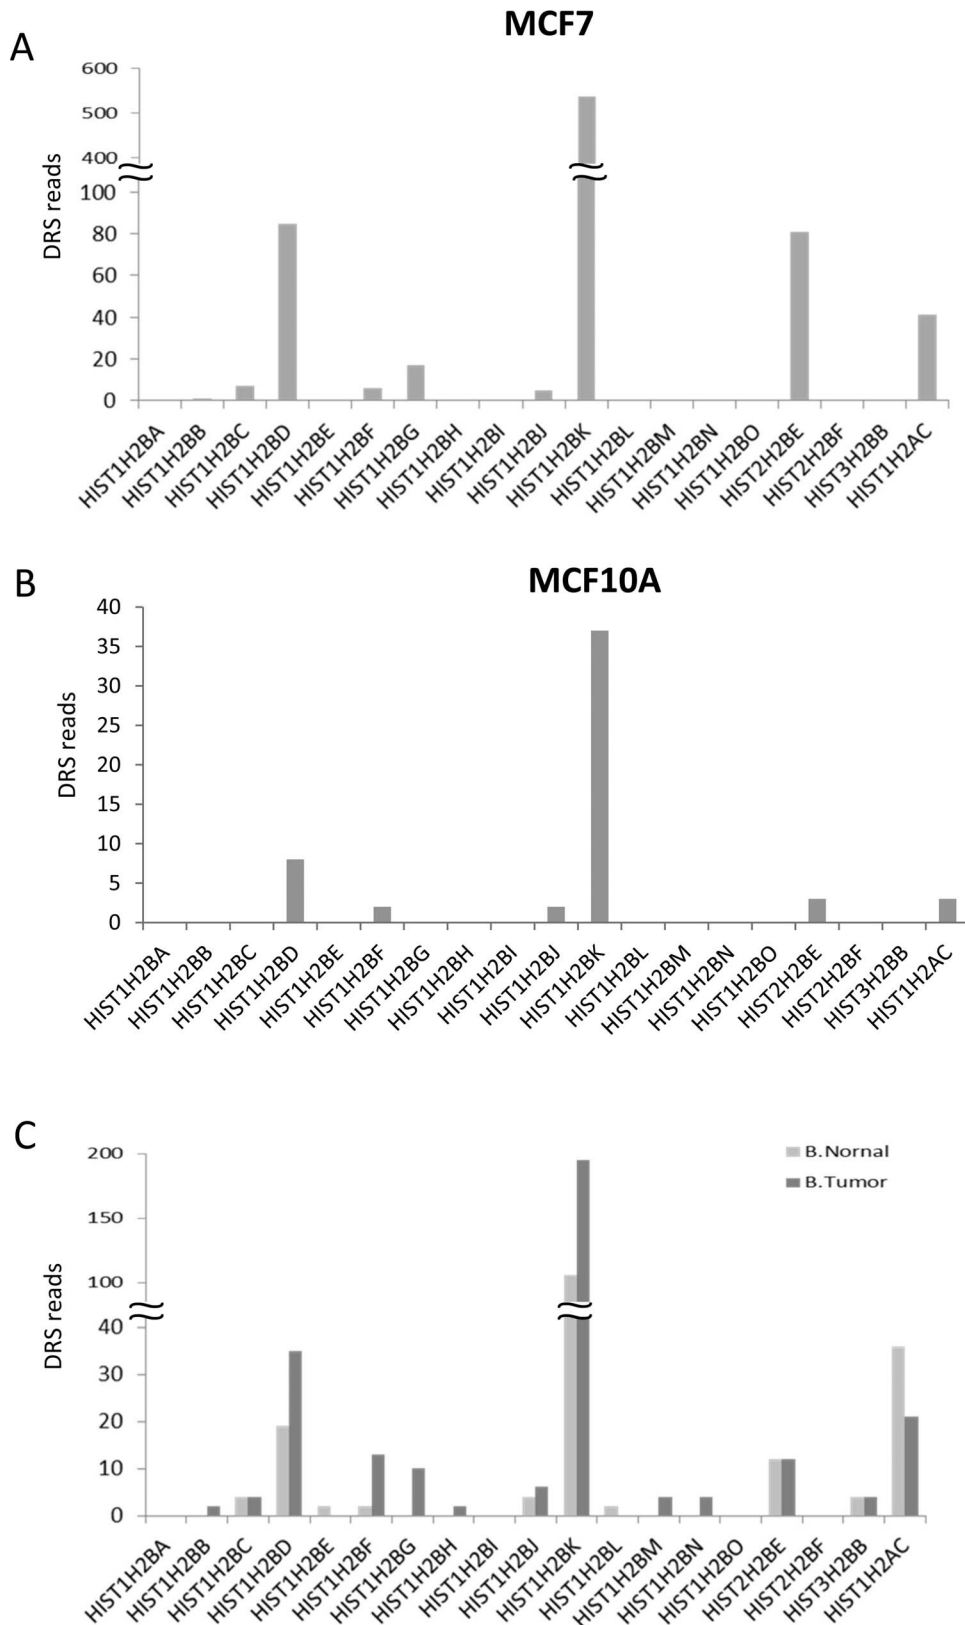 MCF7
A
600
500
400
100
80
60
40
20
0
DRS reads
HIST1H2BA
HIST1H2BB
HIST1H2BC
HIST1H2BD
HIST1H2BE
HIST1H2BF
HIST1H2BG
HIST1H2BH
HIST1H2BI
HIST1H2BJ
HIST1H2BK
HIST1H2BL
HIST1H2BM
HIST1H2BN
HIST1H2BO
HIST2H2BE
HIST2H2BF
HIST3H2BB
HIST1H2AC
B
MCF10A
40
35
30
25
20
15
10
5
0
DRS reads
HIST1H2BA
HIST1H2BB
HIST1H2BC
HIST1H2BD
HIST1H2BE
HIST1H2BF
HIST1H2BG
HIST1H2BH
HIST1H2BI
HIST1H2BJ
HIST1H2BK
HIST1H2BL
HIST1H2BM
HIST1H2BN
HIST1H2BO
HIST2H2BE
HIST2H2BF
HIST3H2BB
HIST1H2AC
C
200
150
100
40
30
20
10
0
DRS reads
B.Nornal
B.Tumor
HIST1H2BA
HIST1H2BB
HIST1H2BC
HIST1H2BD
HIST1H2BE
HIST1H2BF
HIST1H2BG
HIST1H2BH
HIST1H2BI
HIST1H2BJ
HIST1H2BK
HIST1H2BL
HIST1H2BM
HIST1H2BN
HIST1H2BO
HIST2H2BE
HIST2H2BF
HIST3H2BB
HIST1H2AC